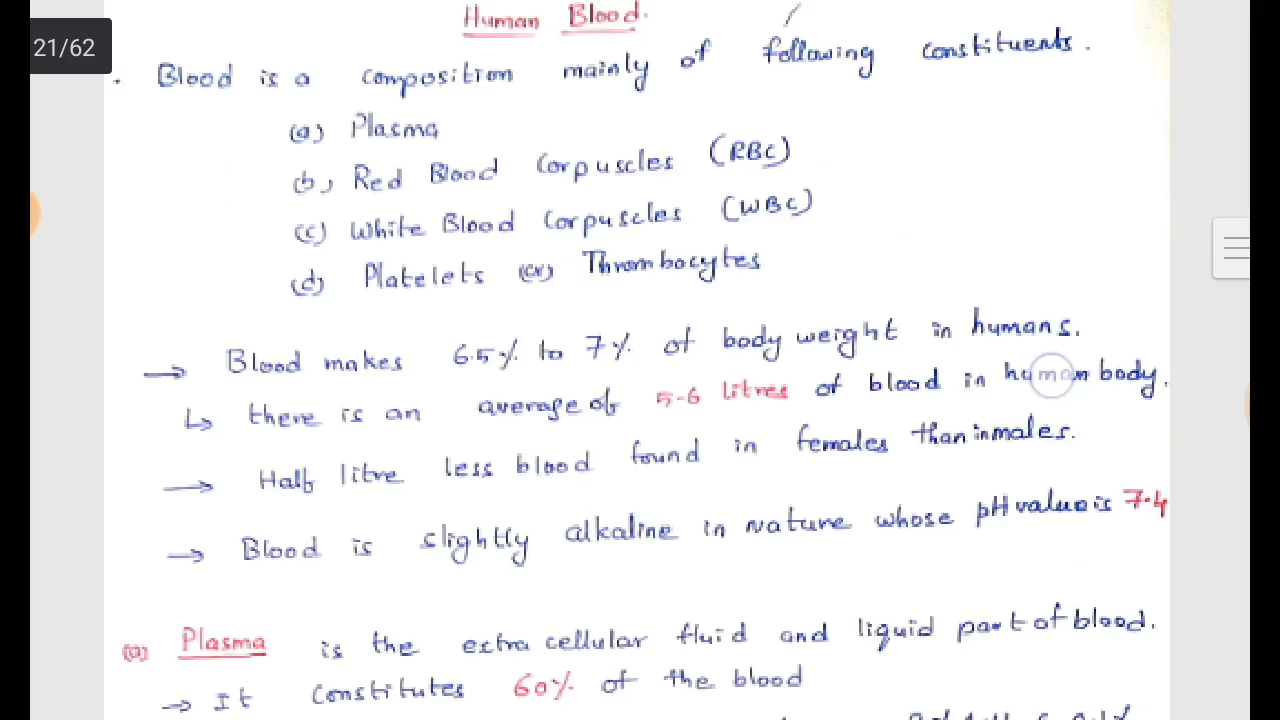 Human Blood.
21/62
. Blood is a composition mainly of following constituents.
(a) Plasma
(b) Red Blood Corpuscles (RBC)
(c) White Blood Corpuscles (WBC)
(d) Platelets (or) Thrombocytes
→ Blood makes 6.5% to 7% of body weight in humans.
↳ there is an average of 5-6 litres of blood in human body.
→ Half litre less blood found in females than in males.
→ Blood is slightly alkaline in nature whose pH value is 7.4
(a) Plasma is the extra cellular fluid and liquid part of blood.
→ It constitutes 60% of the blood